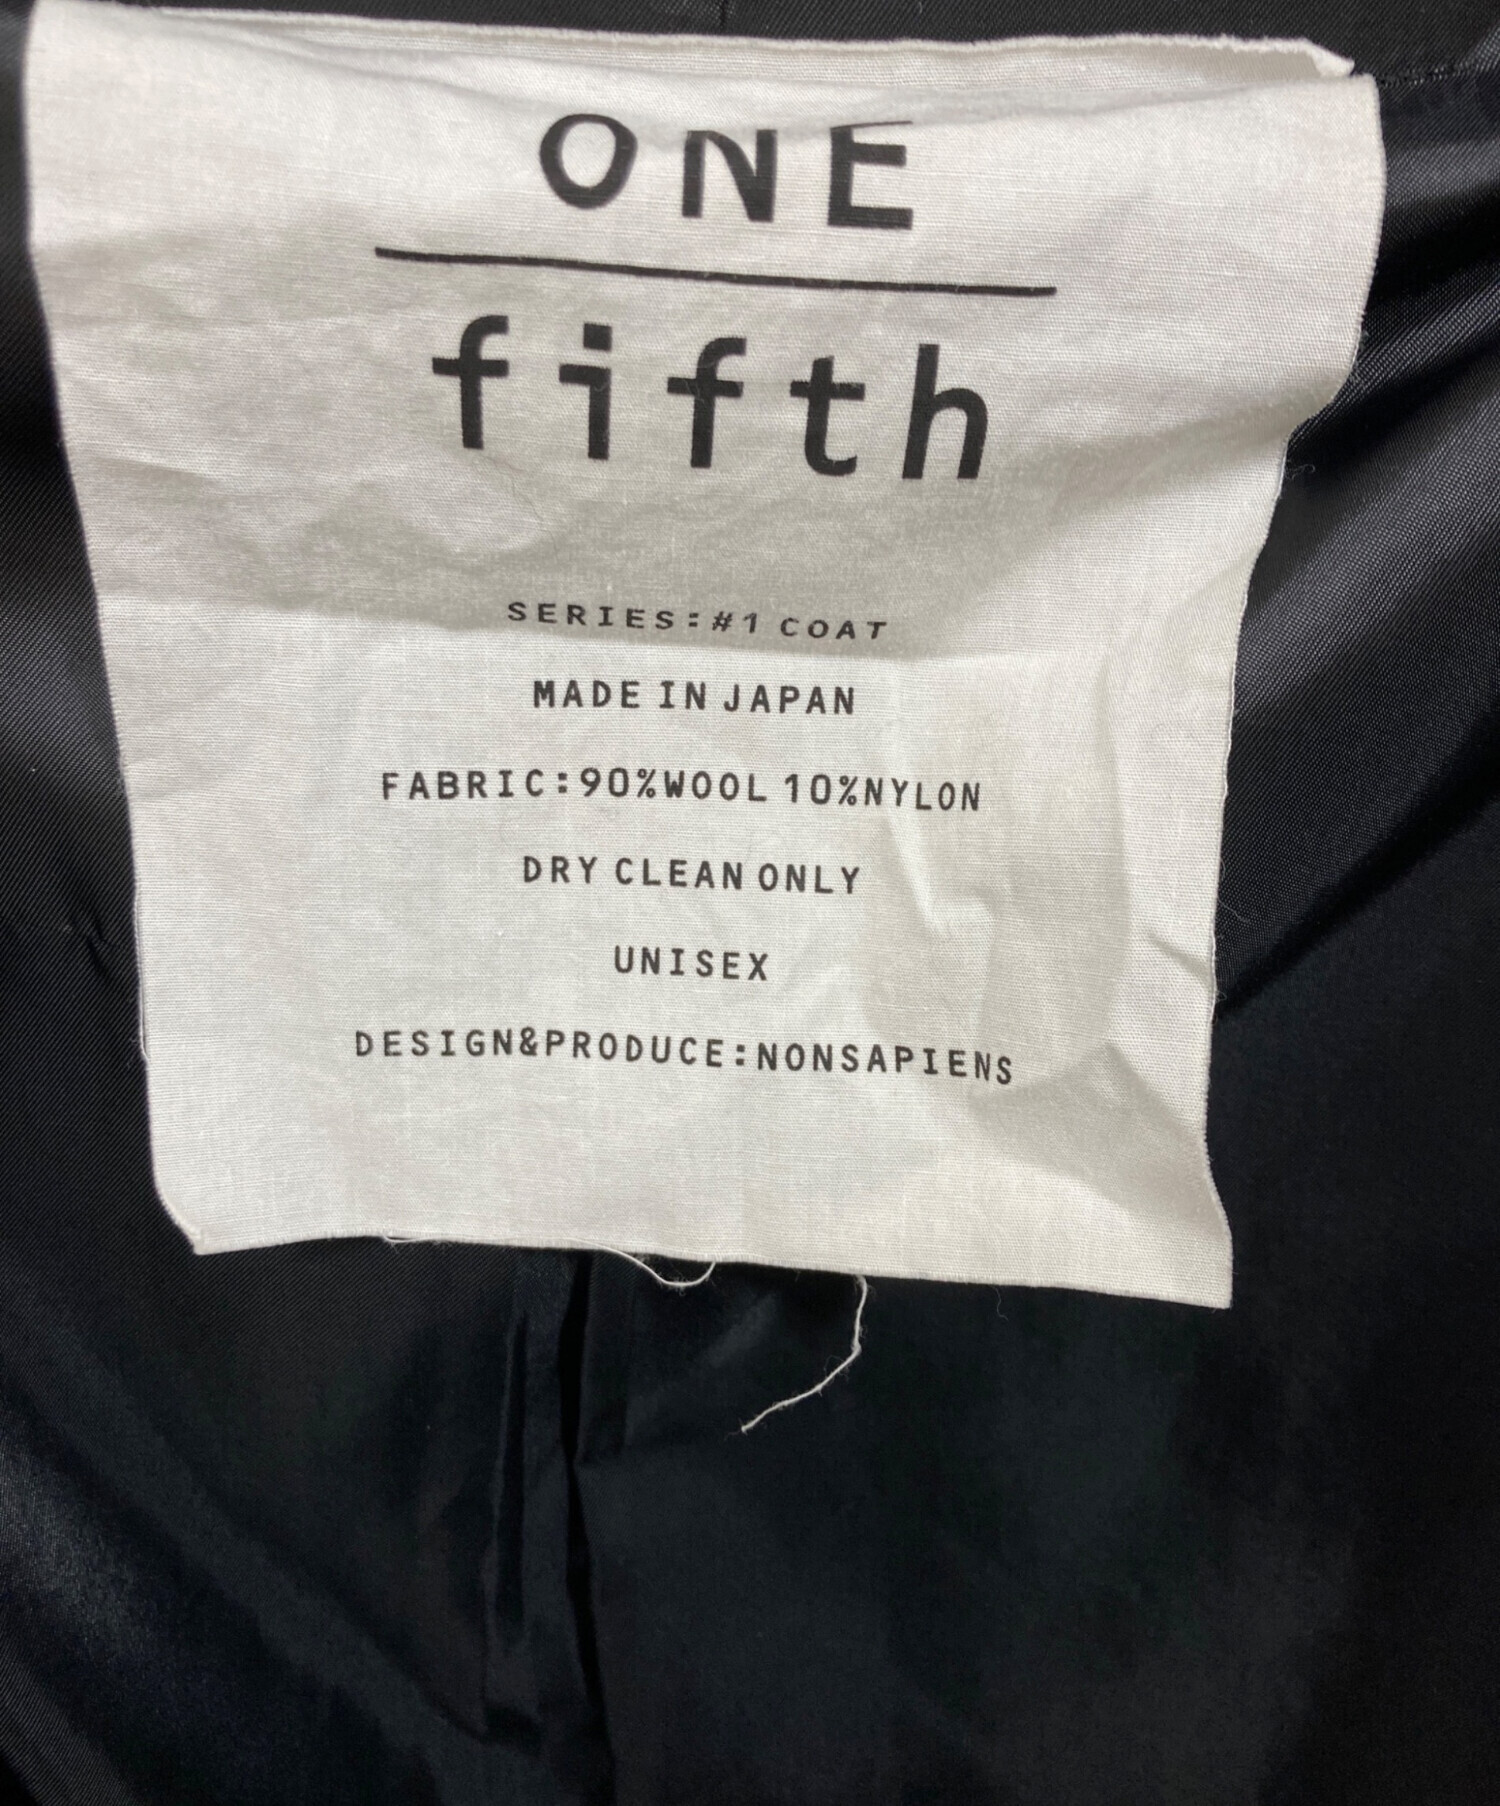 ONE
fifth
SERIES:#1 COAT
MADE IN JAPAN
FABRIC:90%WOOL 10%NYLON
DRY CLEAN ONLY
UNISEX
DESIGN&PRODUCE:NONSAPIENS